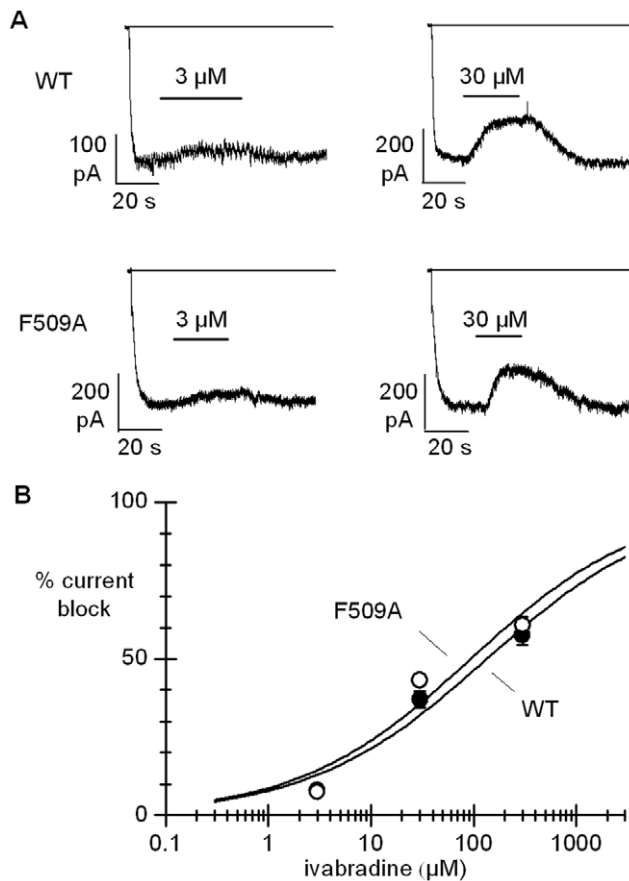 A
WT
3 µM
100
pA
20 s
30 µM
200
pA
20 s
F509A
3 µM
200
pA
20 s
30 µM
200
pA
20 s
B
100
% current
block
F509A
50
WT
0
0.1 1 10 100 1000
ivabradine (µM)